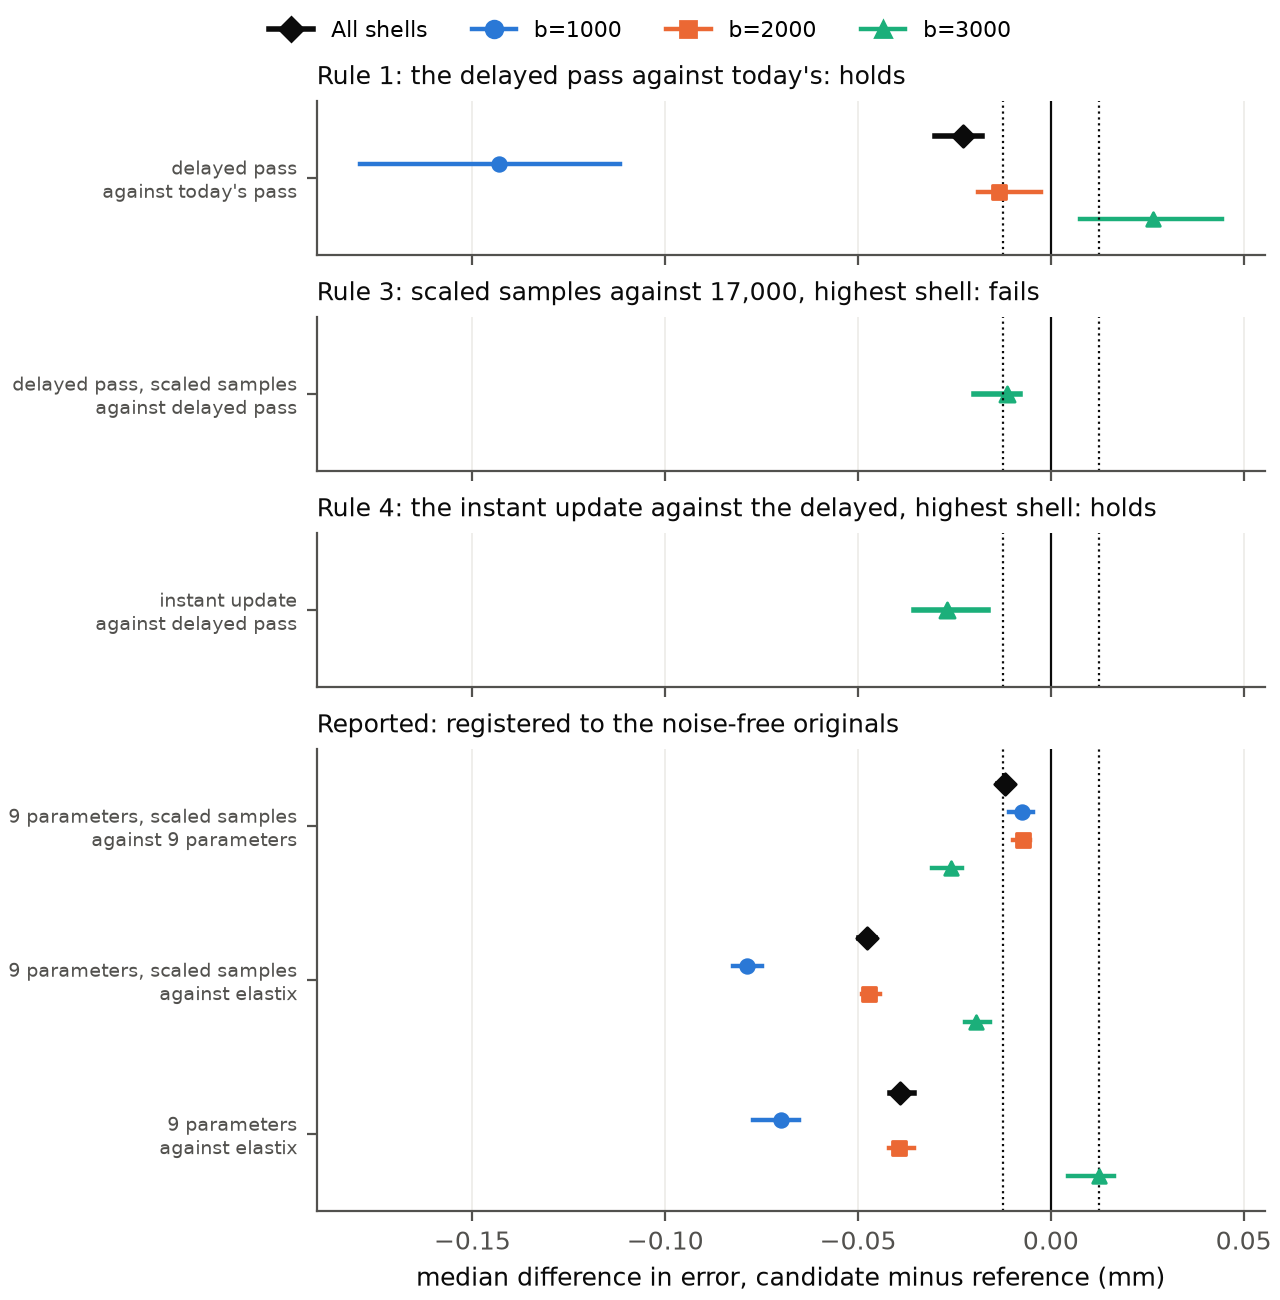 All shells b=1000 b=2000 b=3000
Rule 1: the delayed pass against today's: holds
delayed pass
against today's pass
Rule 3: scaled samples against 17,000, highest shell: fails
delayed pass, scaled samples
against delayed pass
Rule 4: the instant update against the delayed, highest shell: holds
instant update
against delayed pass
Reported: registered to the noise-free originals
9 parameters, scaled samples
against 9 parameters
9 parameters, scaled samples
against elastix
9 parameters
against elastix
−0.15 −0.10 −0.05 0.00 0.05
median difference in error, candidate minus reference (mm)